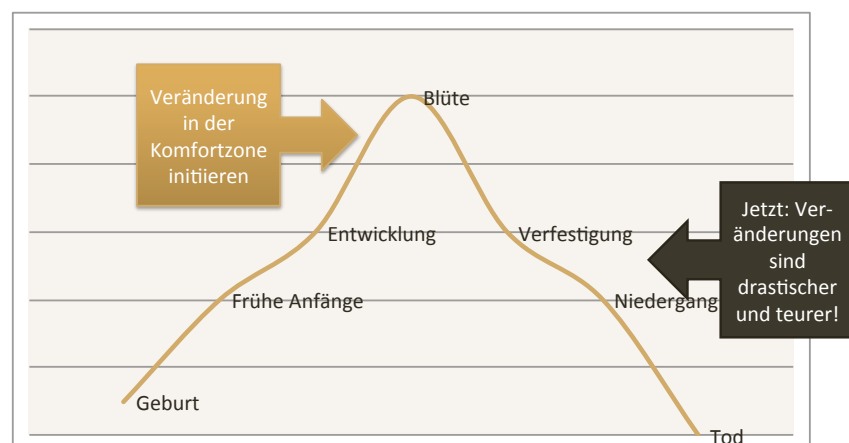 Veränderung
in der
Komfortzone
initiieren
Blüte
Jetzt: Ver-
änderungen
sind
drastischer
und teurer!
Entwicklung
Verfestigung
Frühe Anfänge
Niedergang
Geburt
Tod